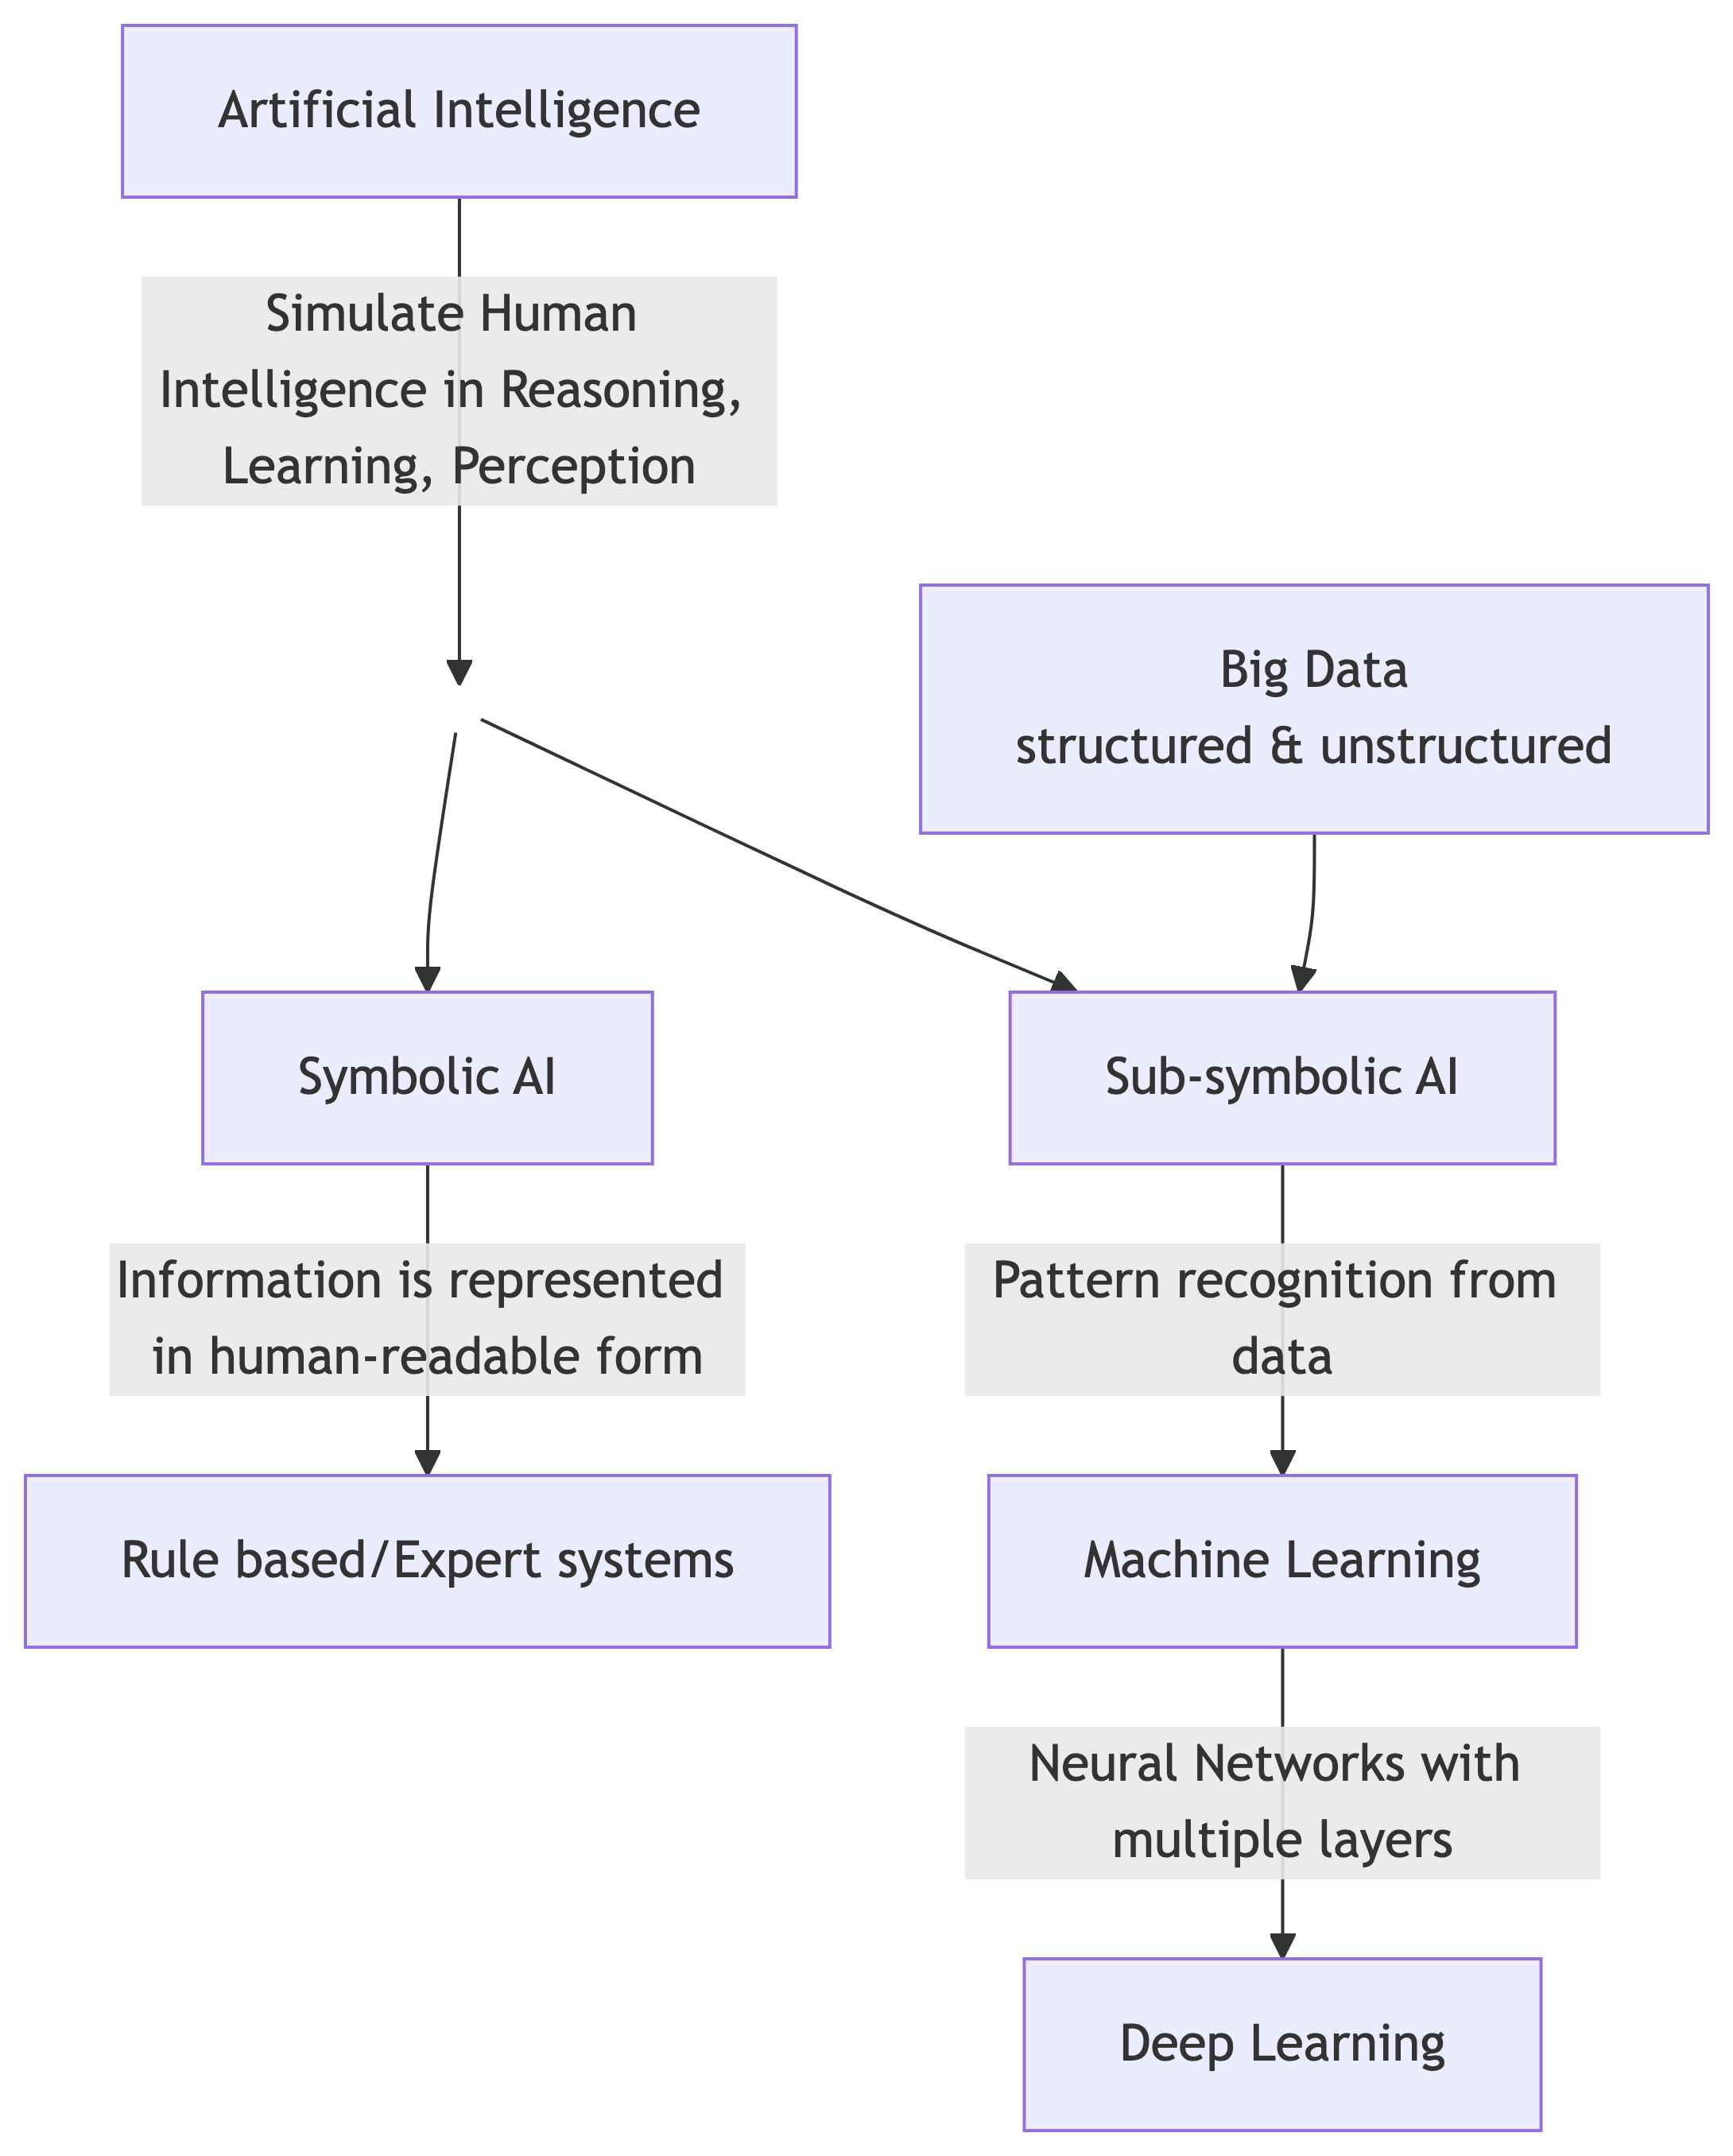 Artificial Intelligence
Simulate Human
Intelligence in Reasoning,
Learning, Perception
Big Data
structured & unstructured
Symbolic AI
Sub-symbolic AI
Information is represented
in human-readable form
Pattern recognition from
data
Rule based/Expert systems
Machine Learning
Neural Networks with
multiple layers
Deep Learning